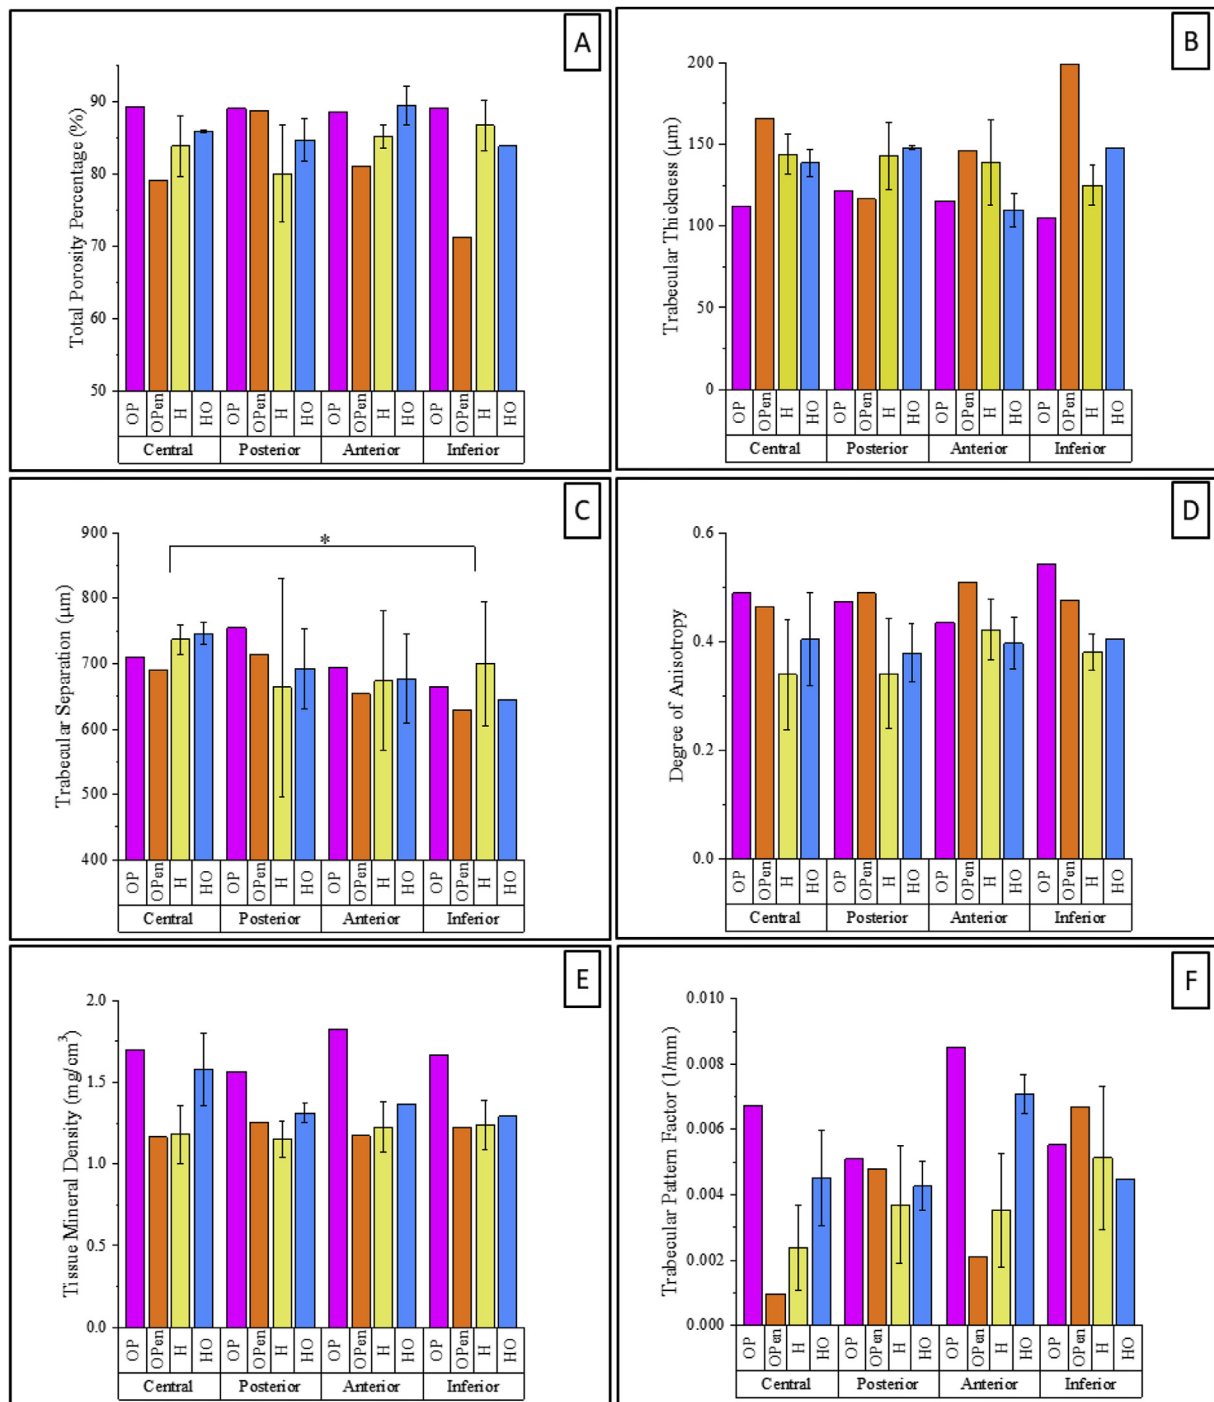 A
Total Porosity Percentage (%)
90
80
70
60
50
OP OPen H HO OP OPen H HO OP OPen H HO OP OPen H HO
Central Posterior Anterior Inferior
B
Trabecular Thickness (μm)
200
150
100
50
0
OP OPen H HO OP OPen H HO OP OPen H HO OP OPen H HO
Central Posterior Anterior Inferior
C
Trabecular Separation (μm)
900
800
700
600
500
400
*
OP OPen H HO OP OPen H HO OP OPen H HO OP OPen H HO
Central Posterior Anterior Inferior
D
Degree of Anisotropy
0.6
0.4
0.2
0.0
OP OPen H HO OP OPen H HO OP OPen H HO OP OPen H HO
Central Posterior Anterior Inferior
E
Tissue Mineral Density (mg/cm³)
2.0
1.5
1.0
0.5
0.0
OP OPen H HO OP OPen H HO OP OPen H HO OP OPen H HO
Central Posterior Anterior Inferior
F
Trabecular Pattern Factor (1/mm)
0.010
0.008
0.006
0.004
0.002
0.000
OP OPen H HO OP OPen H HO OP OPen H HO OP OPen H HO
Central Posterior Anterior Inferior